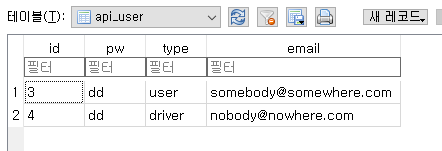 테이블(T): api_user 새 레코드
id pw type email
필터 필터 필터 필터
1 3 dd user somebody@somewhere.com
2 4 dd driver nobody@nowhere.com